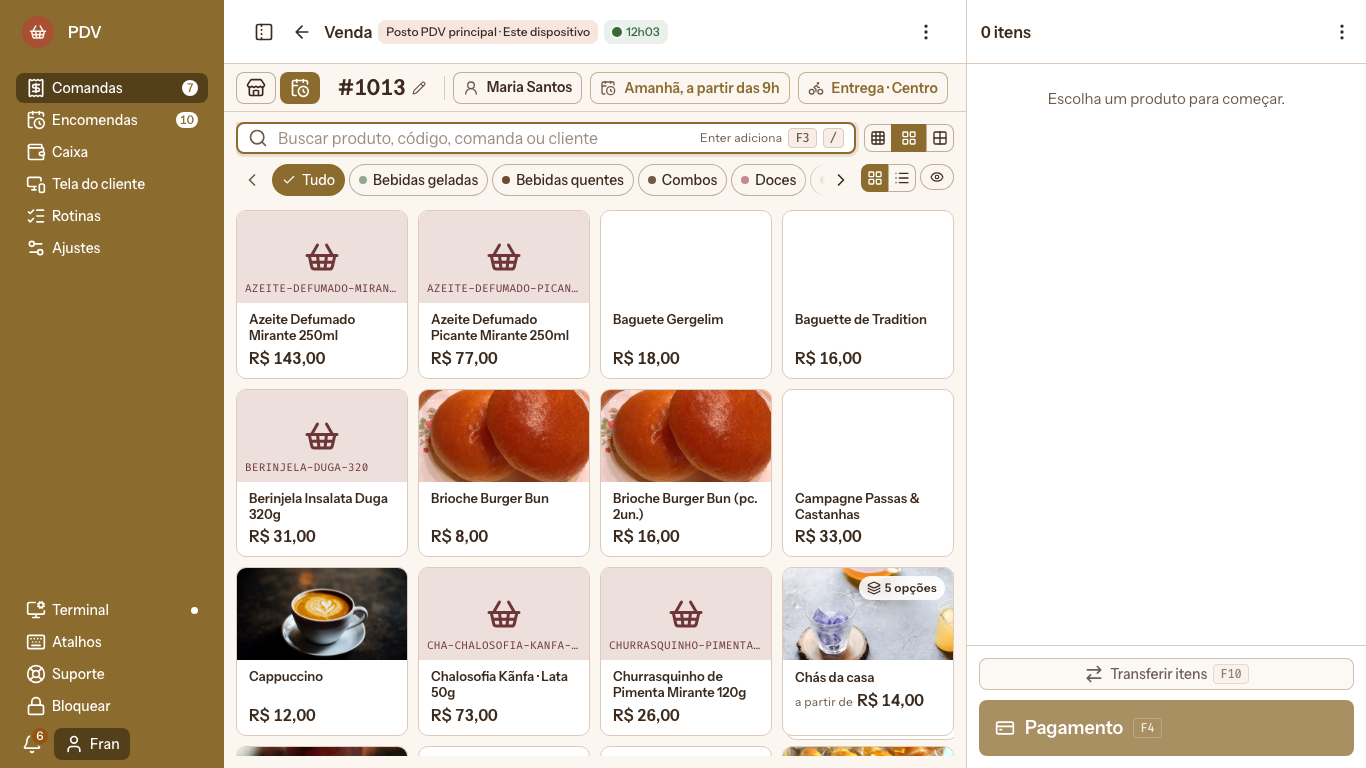 PDV
Comandas 7
Encomendas 10
Caixa
Tela do cliente
Rotinas
Ajustes
Terminal
Atalhos
Suporte
Bloquear
6 Fran
Venda Posto PDV principal · Este dispositivo 12h03
#1013 Maria Santos Amanhã, a partir das 9h Entrega · Centro
Buscar produto, código, comanda ou cliente Enter adiciona F3 /
Tudo Bebidas geladas Bebidas quentes Combos Doces
AZEITE-DEFUMADO-MIRAN…
Azeite Defumado
Mirante 250ml
R$ 143,00
AZEITE-DEFUMADO-PICAN…
Azeite Defumado
Picante Mirante 250ml
R$ 77,00
Baguete Gergelim
R$ 18,00
Baguette de Tradition
R$ 16,00
BERINJELA-DUGA-320
Berinjela Insalata Duga
320g
R$ 31,00
Brioche Burger Bun
R$ 8,00
Brioche Burger Bun (pc.
2un.)
R$ 16,00
Campagne Passas &
Castanhas
R$ 33,00
Cappuccino
R$ 12,00
CHA-CHALOSOFIA-KANFA-…
Chalosofia Kãnfa · Lata
50g
R$ 73,00
CHURRASQUINHO-PIMENTA…
Churrasquinho de
Pimenta Mirante 120g
R$ 26,00
5 opções
Chás da casa
a partir de R$ 14,00
0 itens
Escolha um produto para começar.
Transferir itens F10
Pagamento F4